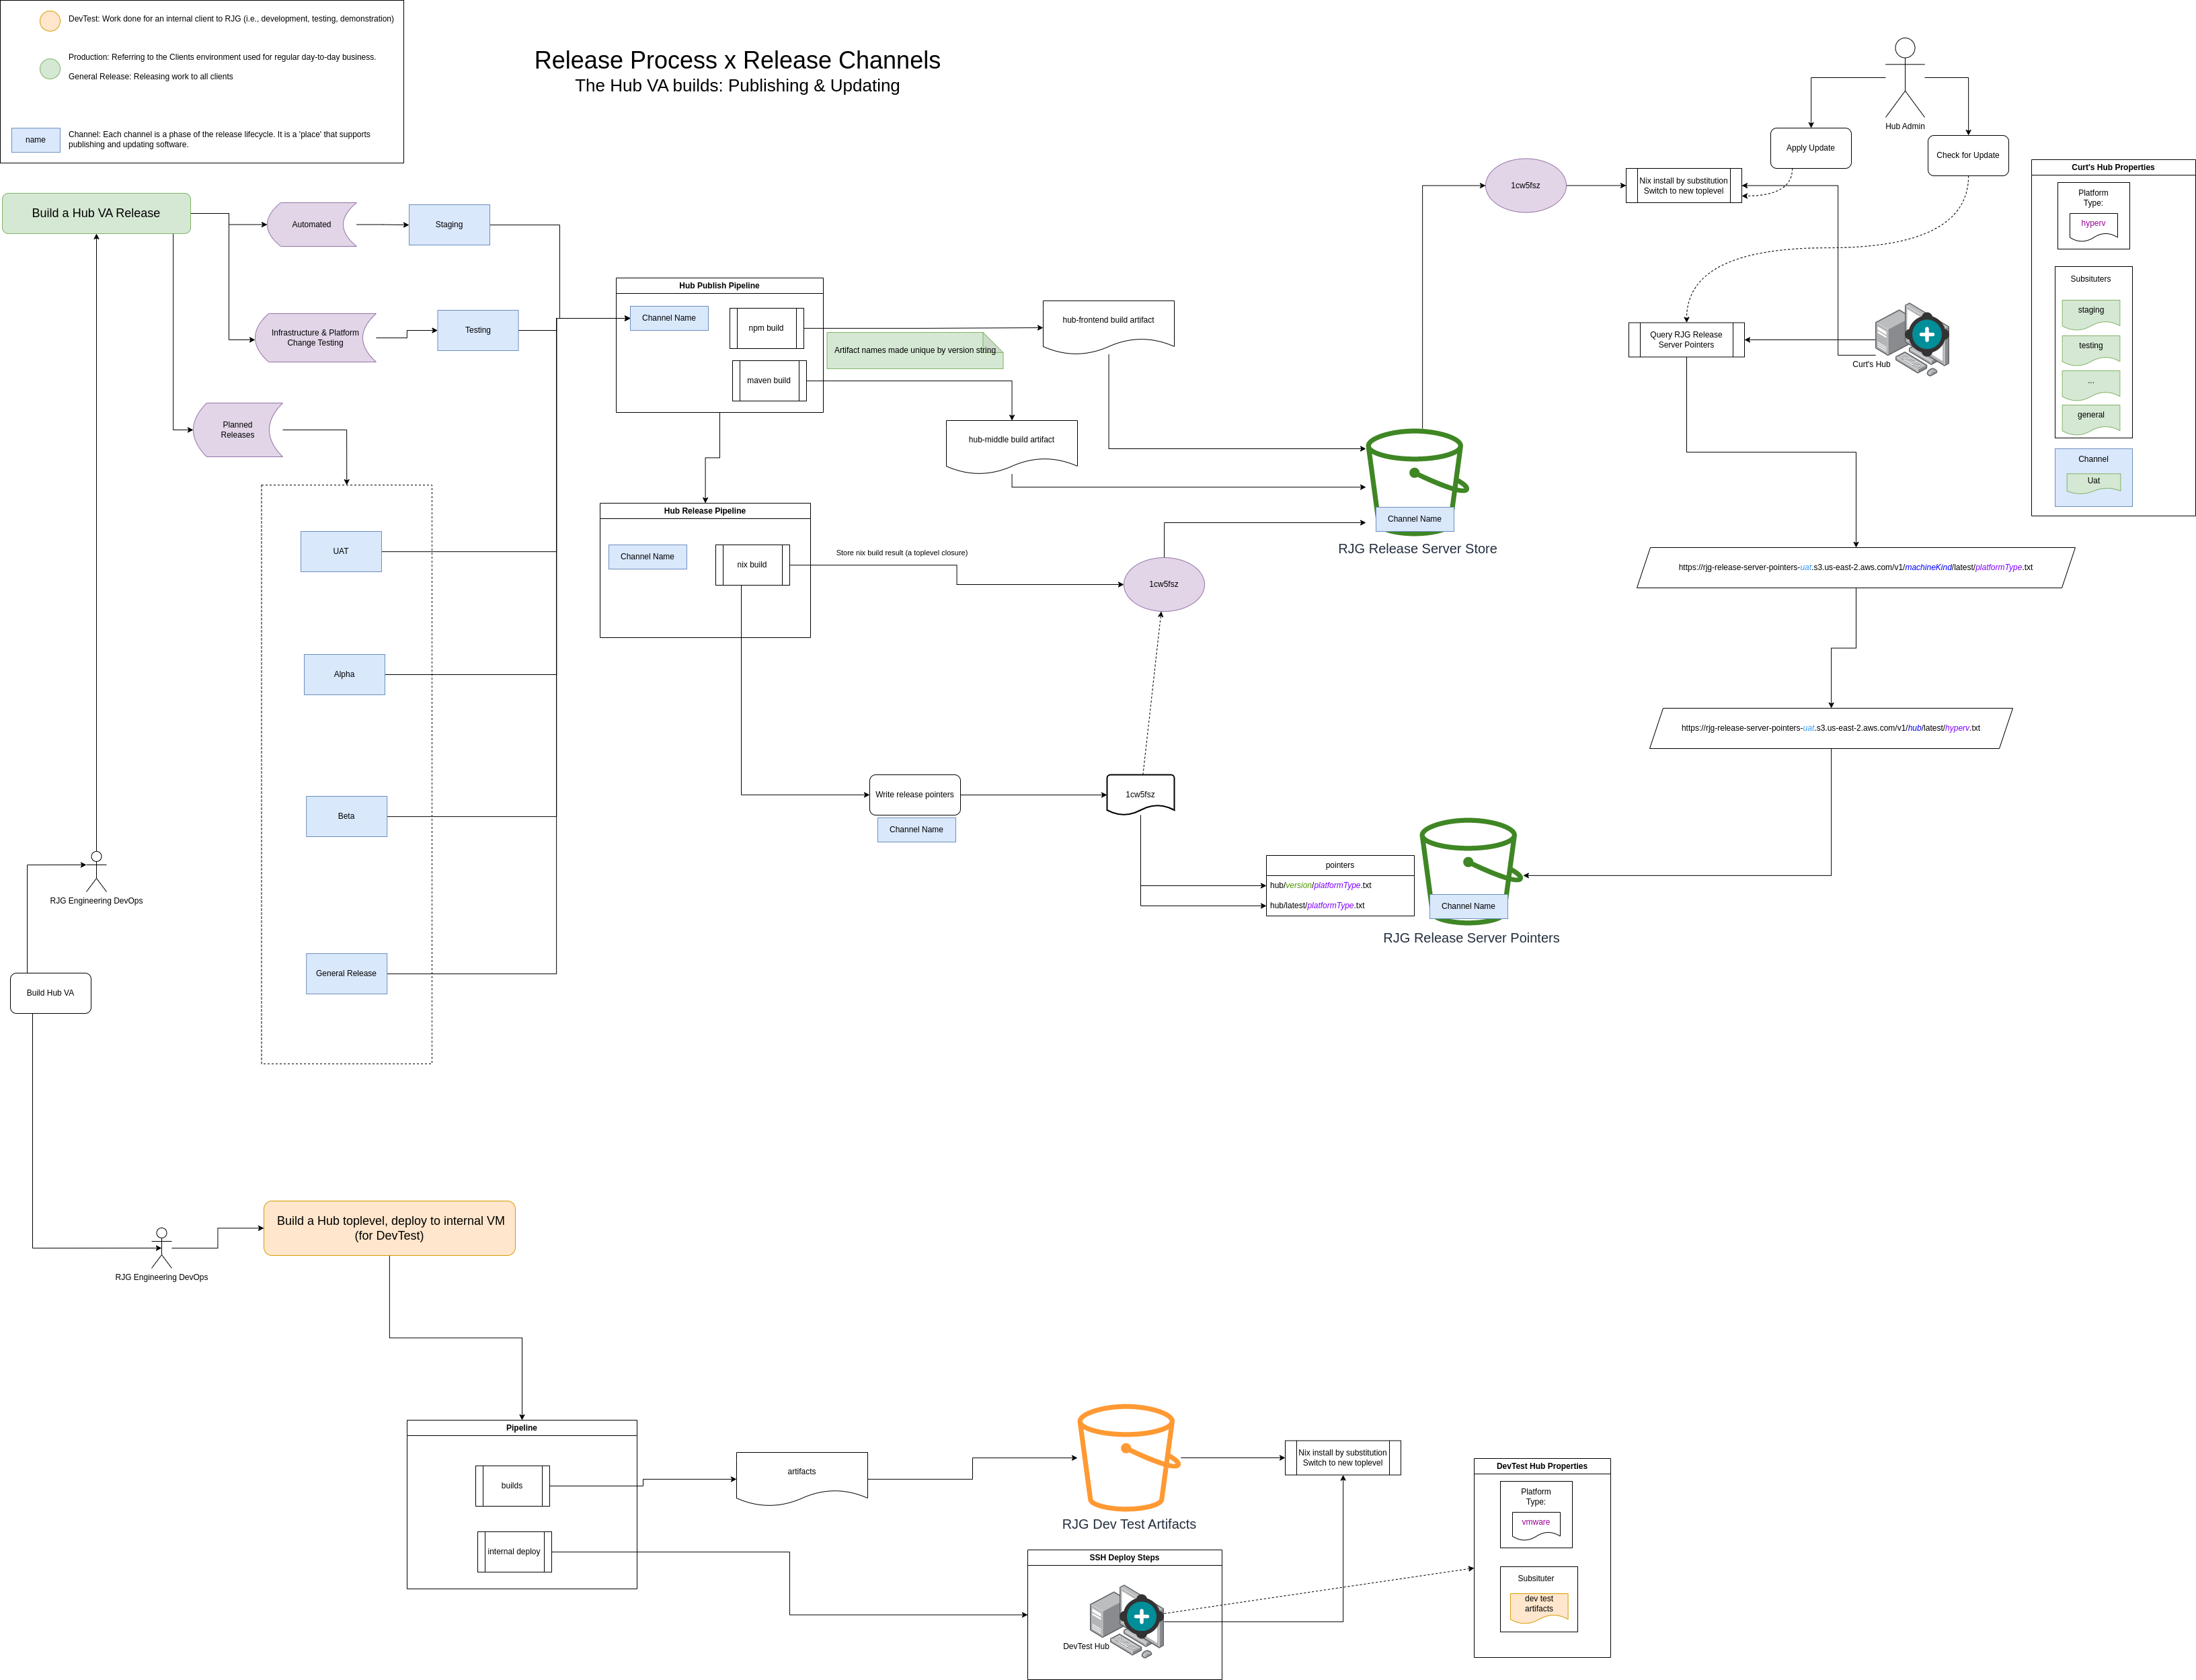 DevTest: Work done for an internal client to RJG (i.e., development, testing, demonstration)
Production: Referring to the Clients environment used for regular day-to-day business.
General Release: Releasing work to all clients
name
Channel: Each channel is a phase of the release lifecycle. It is a 'place' that supports
publishing and updating software.
Release Process x Release Channels
The Hub VA builds: Publishing & Updating
Hub Admin
Apply Update
Check for Update
Curt's Hub Properties
Platform
Type:
hyperv
Subsituters
staging
testing
...
general
Channel
Uat
Build a Hub VA Release
Automated
Staging
Infrastructure & Platform
Change Testing
Testing
Planned
Releases
UAT
Alpha
Beta
General Release
Hub Publish Pipeline
Channel Name
npm build
maven build
Artifact names made unique by version string
hub-frontend build artifact
hub-middle build artifact
Hub Release Pipeline
Channel Name
nix build
Store nix build result (a toplevel closure)
1cw5fsz
Channel Name
RJG Release Server Store
1cw5fsz
Nix install by substitution
Switch to new toplevel
Query RJG Release
Server Pointers
Curt's Hub
https://rjg-release-server-pointers-uat.s3.us-east-2.aws.com/v1/machineKind/latest/platformType.txt
https://rjg-release-server-pointers-uat.s3.us-east-2.aws.com/v1/hub/latest/hyperv.txt
Write release pointers
Channel Name
1cw5fsz
pointers
hub/version/platformType.txt
hub/latest/platformType.txt
Channel Name
RJG Release Server Pointers
RJG Engineering DevOps
Build Hub VA
RJG Engineering DevOps
Build a Hub toplevel, deploy to internal VM
(for DevTest)
Pipeline
builds
internal deploy
artifacts
RJG Dev Test Artifacts
Nix install by substitution
Switch to new toplevel
SSH Deploy Steps
DevTest Hub
DevTest Hub Properties
Platform
Type:
vmware
Subsituter
dev test
artifacts